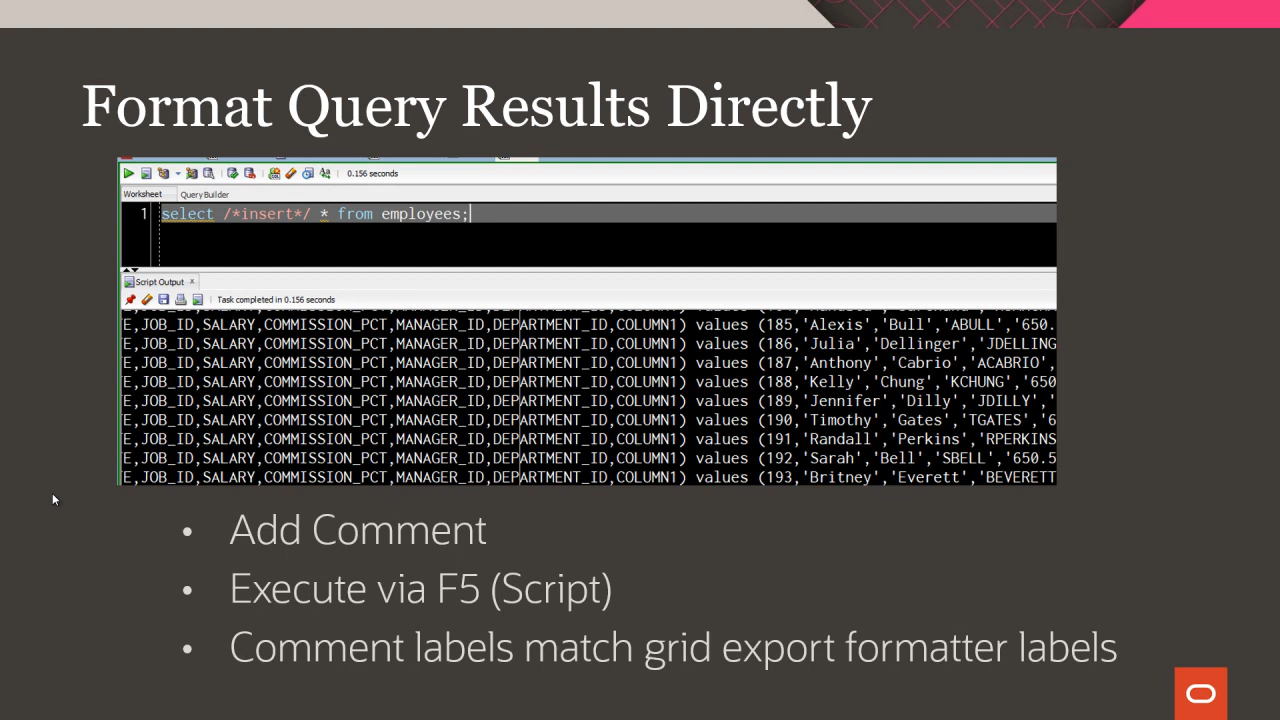 Format Query Results Directly
0.156 seconds
Worksheet Query Builder
1 select /*insert*/ * from employees;
Script Output x
Task completed in 0.156 seconds
E,JOB_ID,SALARY,COMMISSION_PCT,MANAGER_ID,DEPARTMENT_ID,COLUMN1) values (185,'Alexis','Bull','ABULL','650.
E,JOB_ID,SALARY,COMMISSION_PCT,MANAGER_ID,DEPARTMENT_ID,COLUMN1) values (186,'Julia','Dellinger','JDELLING
E,JOB_ID,SALARY,COMMISSION_PCT,MANAGER_ID,DEPARTMENT_ID,COLUMN1) values (187,'Anthony','Cabrio','ACABRIO',
E,JOB_ID,SALARY,COMMISSION_PCT,MANAGER_ID,DEPARTMENT_ID,COLUMN1) values (188,'Kelly','Chung','KCHUNG','650
E,JOB_ID,SALARY,COMMISSION_PCT,MANAGER_ID,DEPARTMENT_ID,COLUMN1) values (189,'Jennifer','Dilly','JDILLY','
E,JOB_ID,SALARY,COMMISSION_PCT,MANAGER_ID,DEPARTMENT_ID,COLUMN1) values (190,'Timothy','Gates','TGATES','6
E,JOB_ID,SALARY,COMMISSION_PCT,MANAGER_ID,DEPARTMENT_ID,COLUMN1) values (191,'Randall','Perkins','RPERKINS
E,JOB_ID,SALARY,COMMISSION_PCT,MANAGER_ID,DEPARTMENT_ID,COLUMN1) values (192,'Sarah','Bell','SBELL','650.5
E,JOB_ID,SALARY,COMMISSION_PCT,MANAGER_ID,DEPARTMENT_ID,COLUMN1) values (193,'Britney','Everett','BEVERETT
• Add Comment
• Execute via F5 (Script)
• Comment labels match grid export formatter labels